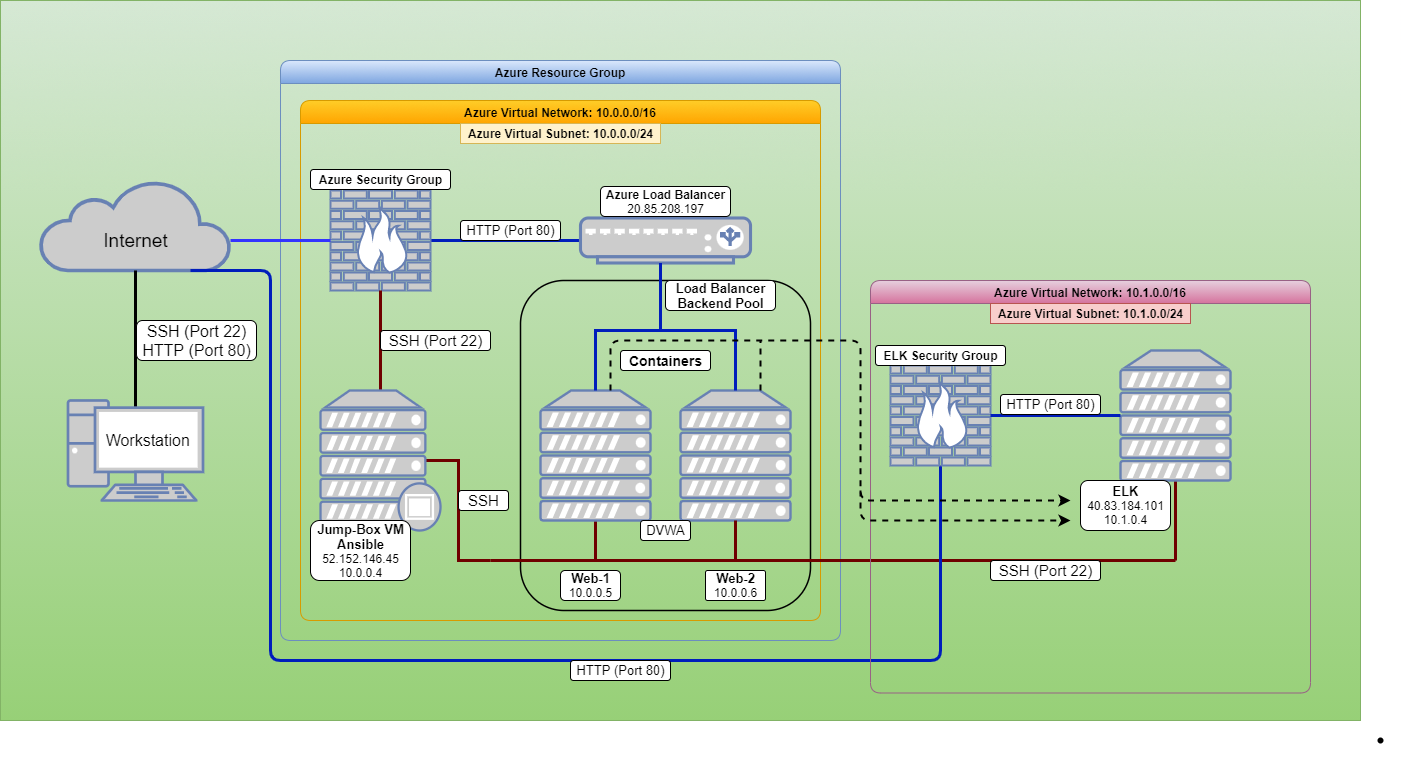 Azure Resource Group
Azure Virtual Network: 10.0.0.0/16
Azure Virtual Subnet: 10.0.0.0/24
Azure Security Group
Azure Load Balancer
20.85.208.197
HTTP (Port 80)
Internet
Load Balancer
Backend Pool
Azure Virtual Network: 10.1.0.0/16
Azure Virtual Subnet: 10.1.0.0/24
SSH (Port 22)
HTTP (Port 80)
SSH (Port 22)
Containers
ELK Security Group
HTTP (Port 80)
Workstation
SSH
ELK
40.83.184.101
10.1.0.4
Jump-Box VM
Ansible
52.152.146.45
10.0.0.4
DVWA
Web-1
10.0.0.5
Web-2
10.0.0.6
SSH (Port 22)
HTTP (Port 80)